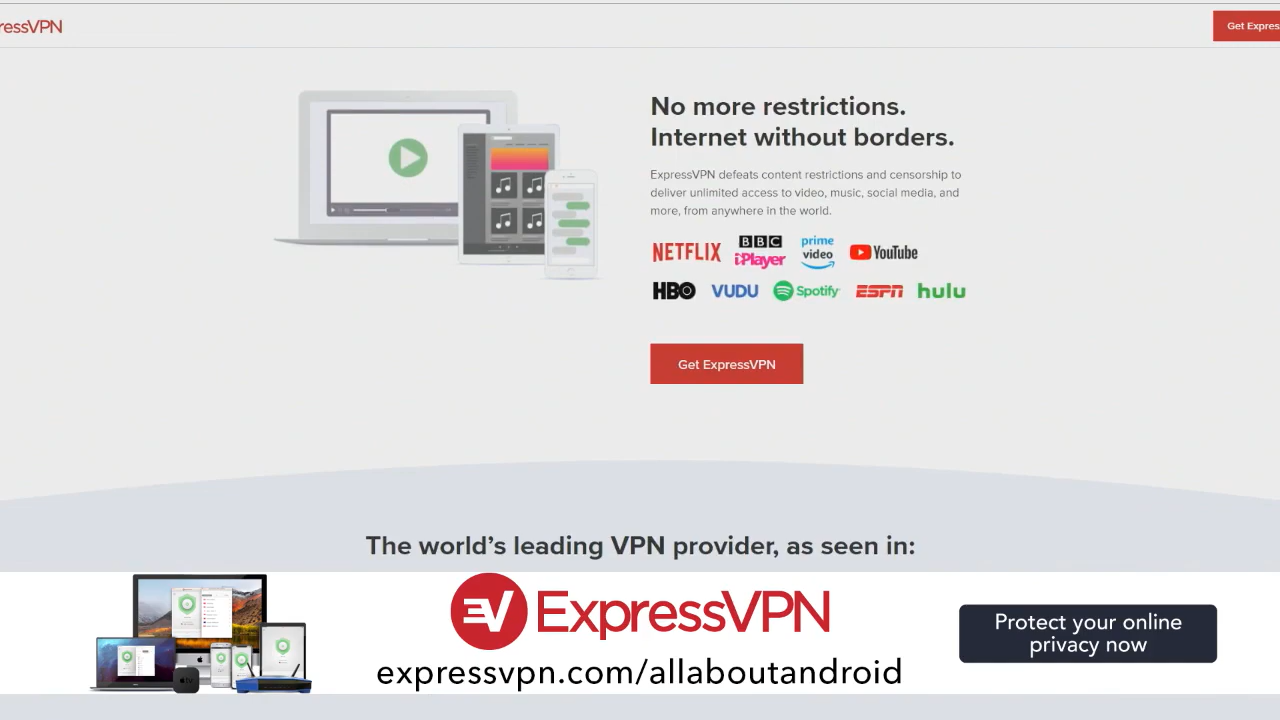 ressVPN
Get Expres
No more restrictions.
Internet without borders.
ExpressVPN defeats content restrictions and censorship to
deliver unlimited access to video, music, social media, and
more, from anywhere in the world.
NETFLIX BBC iPlayer prime video YouTube
HBO VUDU Spotify ESPN hulu
Get ExpressVPN
The world’s leading VPN provider, as seen in:
EV ExpressVPN
expressvpn.com/allaboutandroid
Protect your online
privacy now